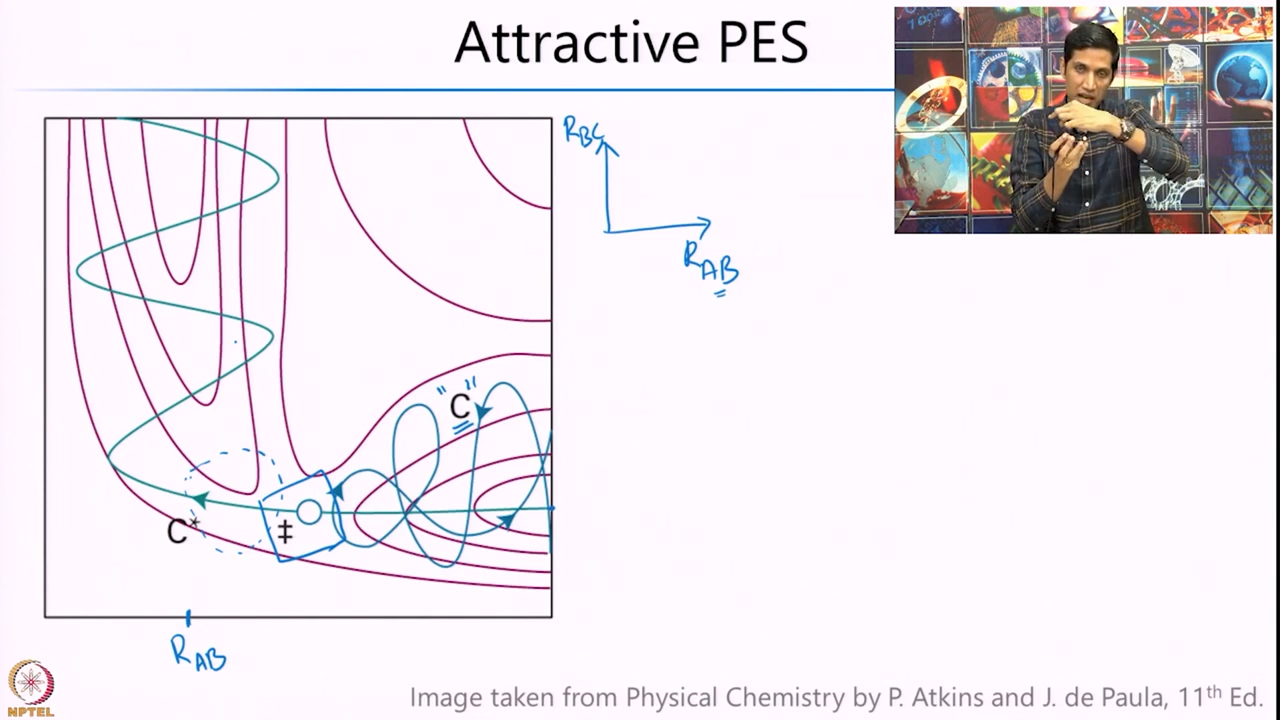 Attractive PES
R_BC
R_AB
"C"
C*
‡
R_AB
NPTEL
Image taken from Physical Chemistry by P. Atkins and J. de Paula, 11th Ed.